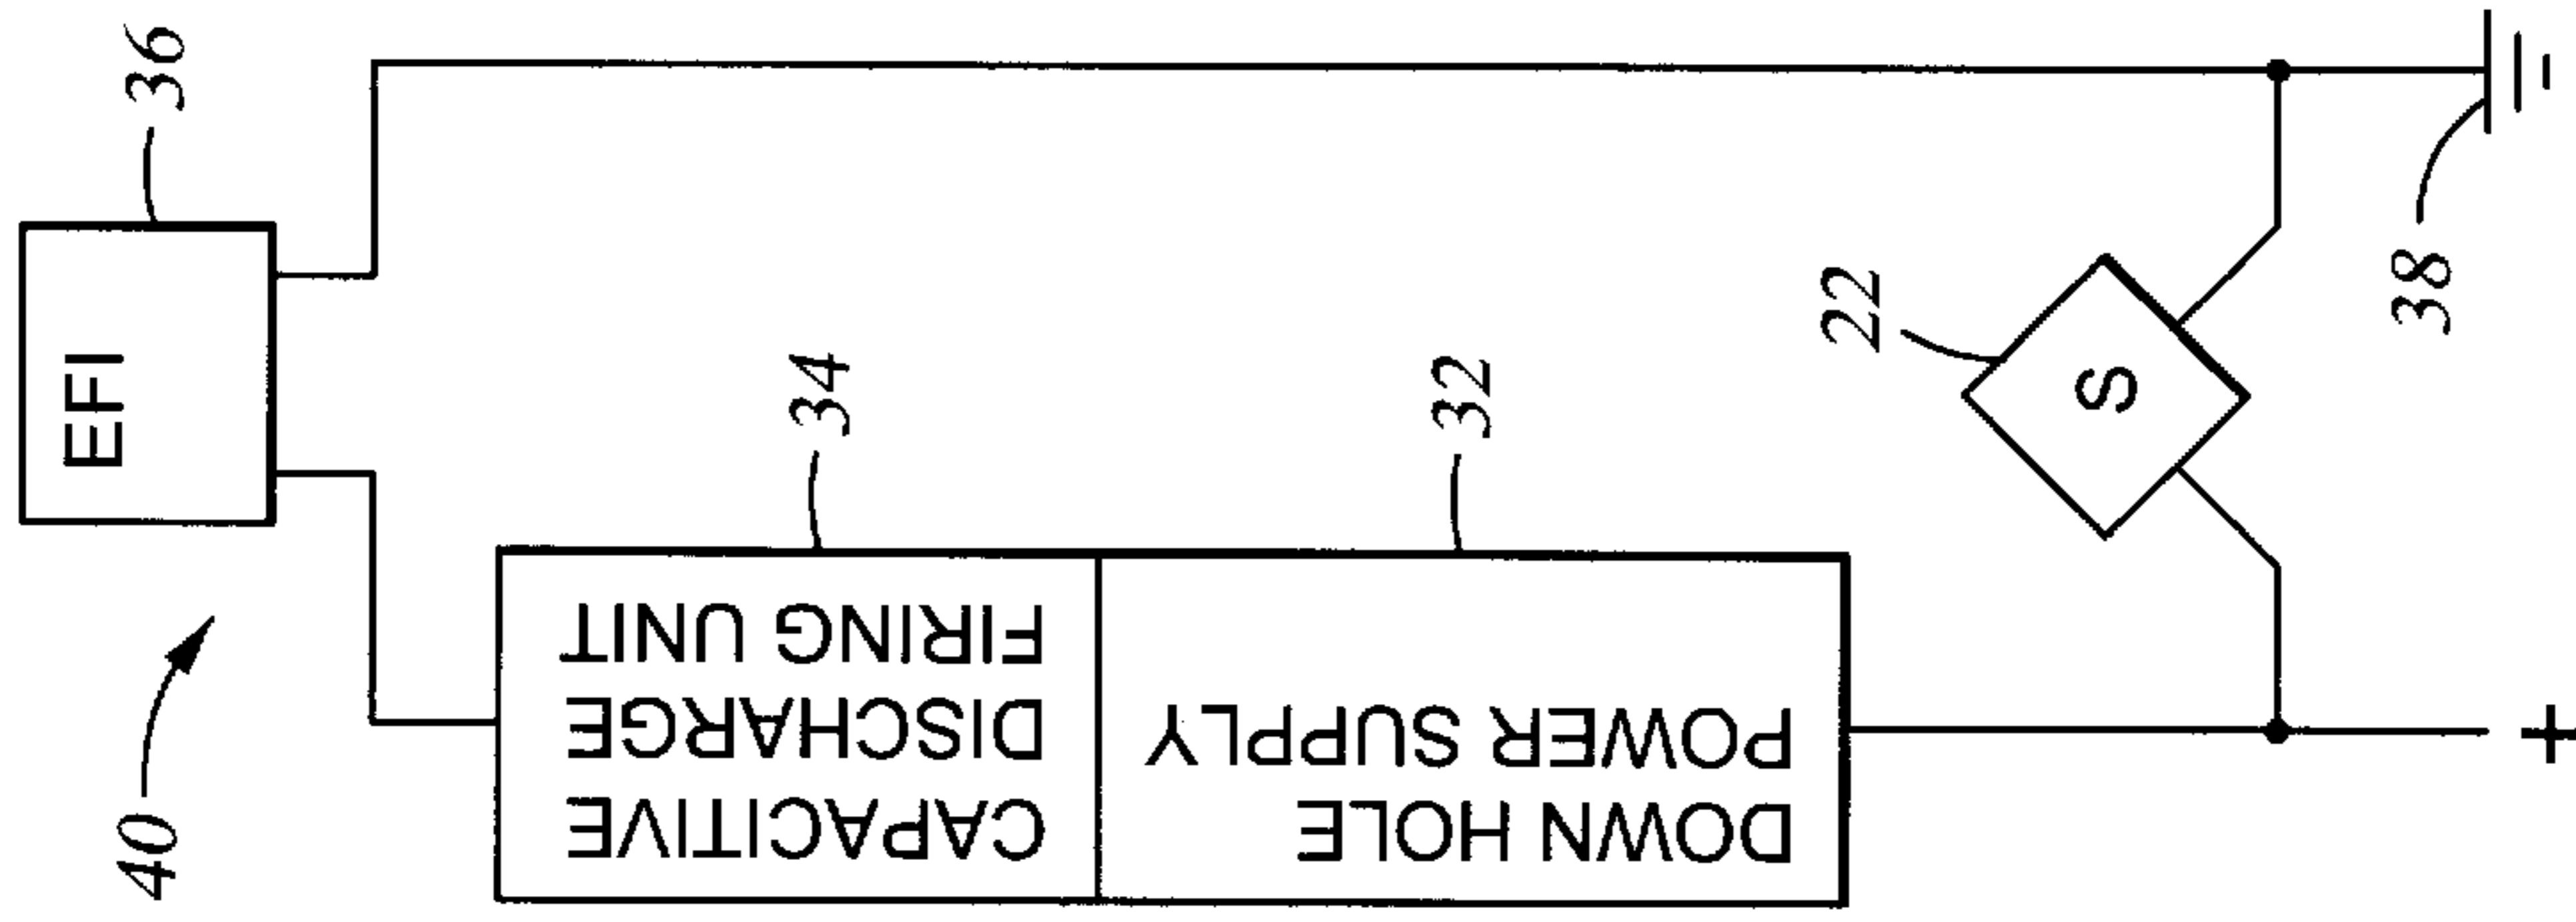 40
EFI
36
CAPACITIVE
DISCHARGE
FIRING UNIT
34
DOWN HOLE
POWER SUPPLY
32
S
22
38
+